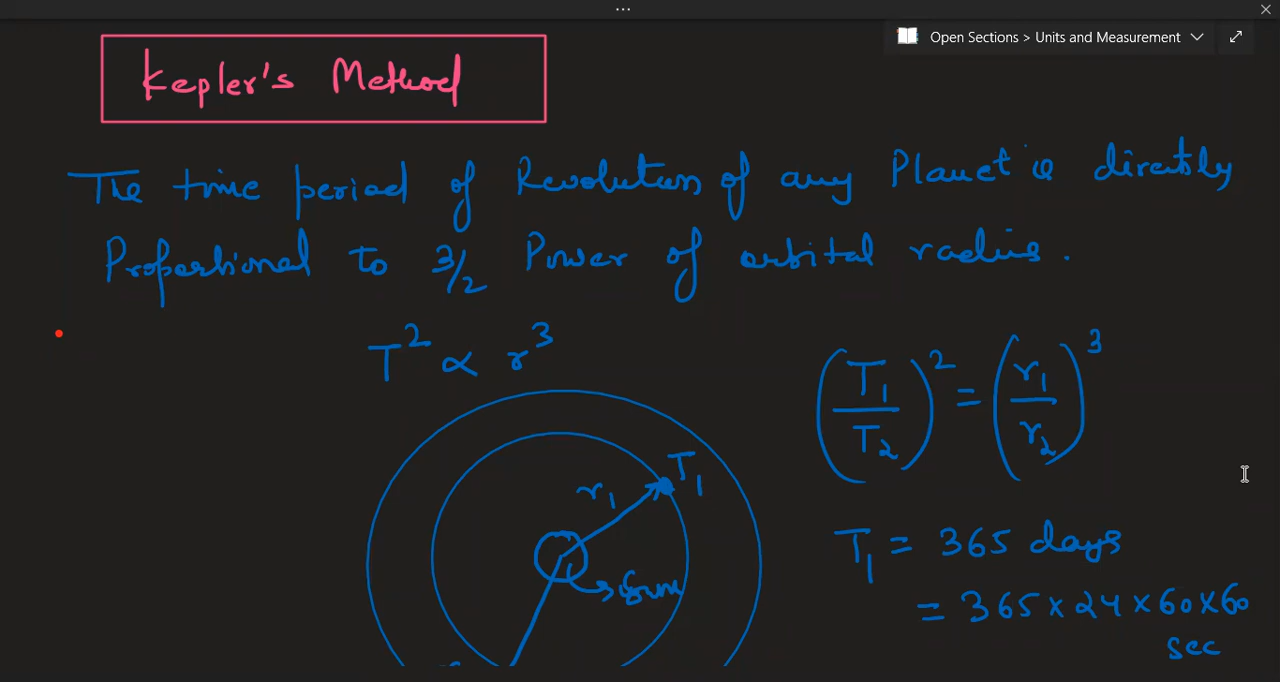 Open Sections > Units and Measurement
Kepler's Method
The time period of Revolution of any Planet is directly
Proportional to 3/2 Power of orbital radius.
T² ∝ r³
(T₁/T₂)² = (r₁/r₂)³
r₁ T₁
T₁ = 365 days
Sun
= 365 × 24 × 60 × 60
sec